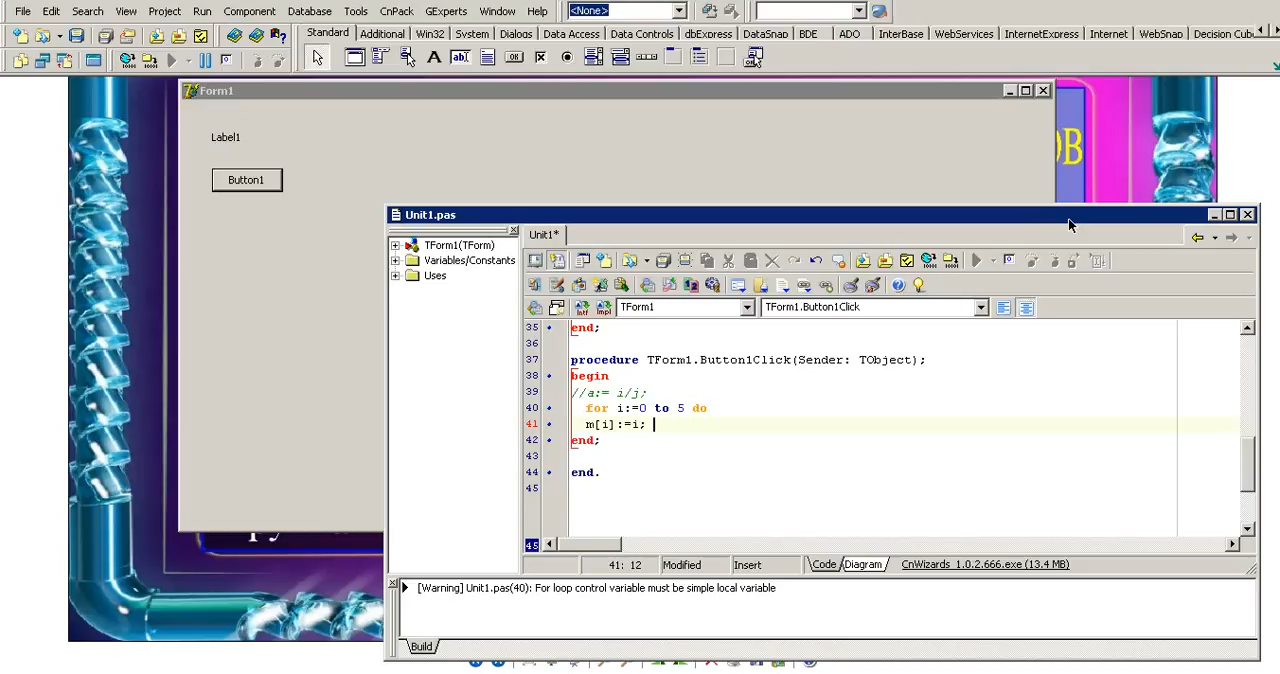 File Edit Search View Project Run Component Database Tools CnPack GExperts Window Help <None>
Standard Additional Win32 System Dialogs Data Access Data Controls dbExpress DataSnap BDE ADO InterBase WebServices InternetExpress Internet WebSnap Decision Cub
Form1
Label1
Button1
OB
Unit1.pas
Unit1*
TForm1(TForm)
Variables/Constants
Uses
TForm1 TForm1.Button1Click
35 end;
36
37 procedure TForm1.Button1Click(Sender: TObject);
38 begin
39 //a:= i/j;
40 for i:=0 to 5 do
41 m[i]:=i;
42 end;
43
44 end.
45
45
41: 12 Modified Insert Code Diagram CnWizards_1.0.2.666.exe (13.4 MB)
[Warning] Unit1.pas(40): For loop control variable must be simple local variable
Build